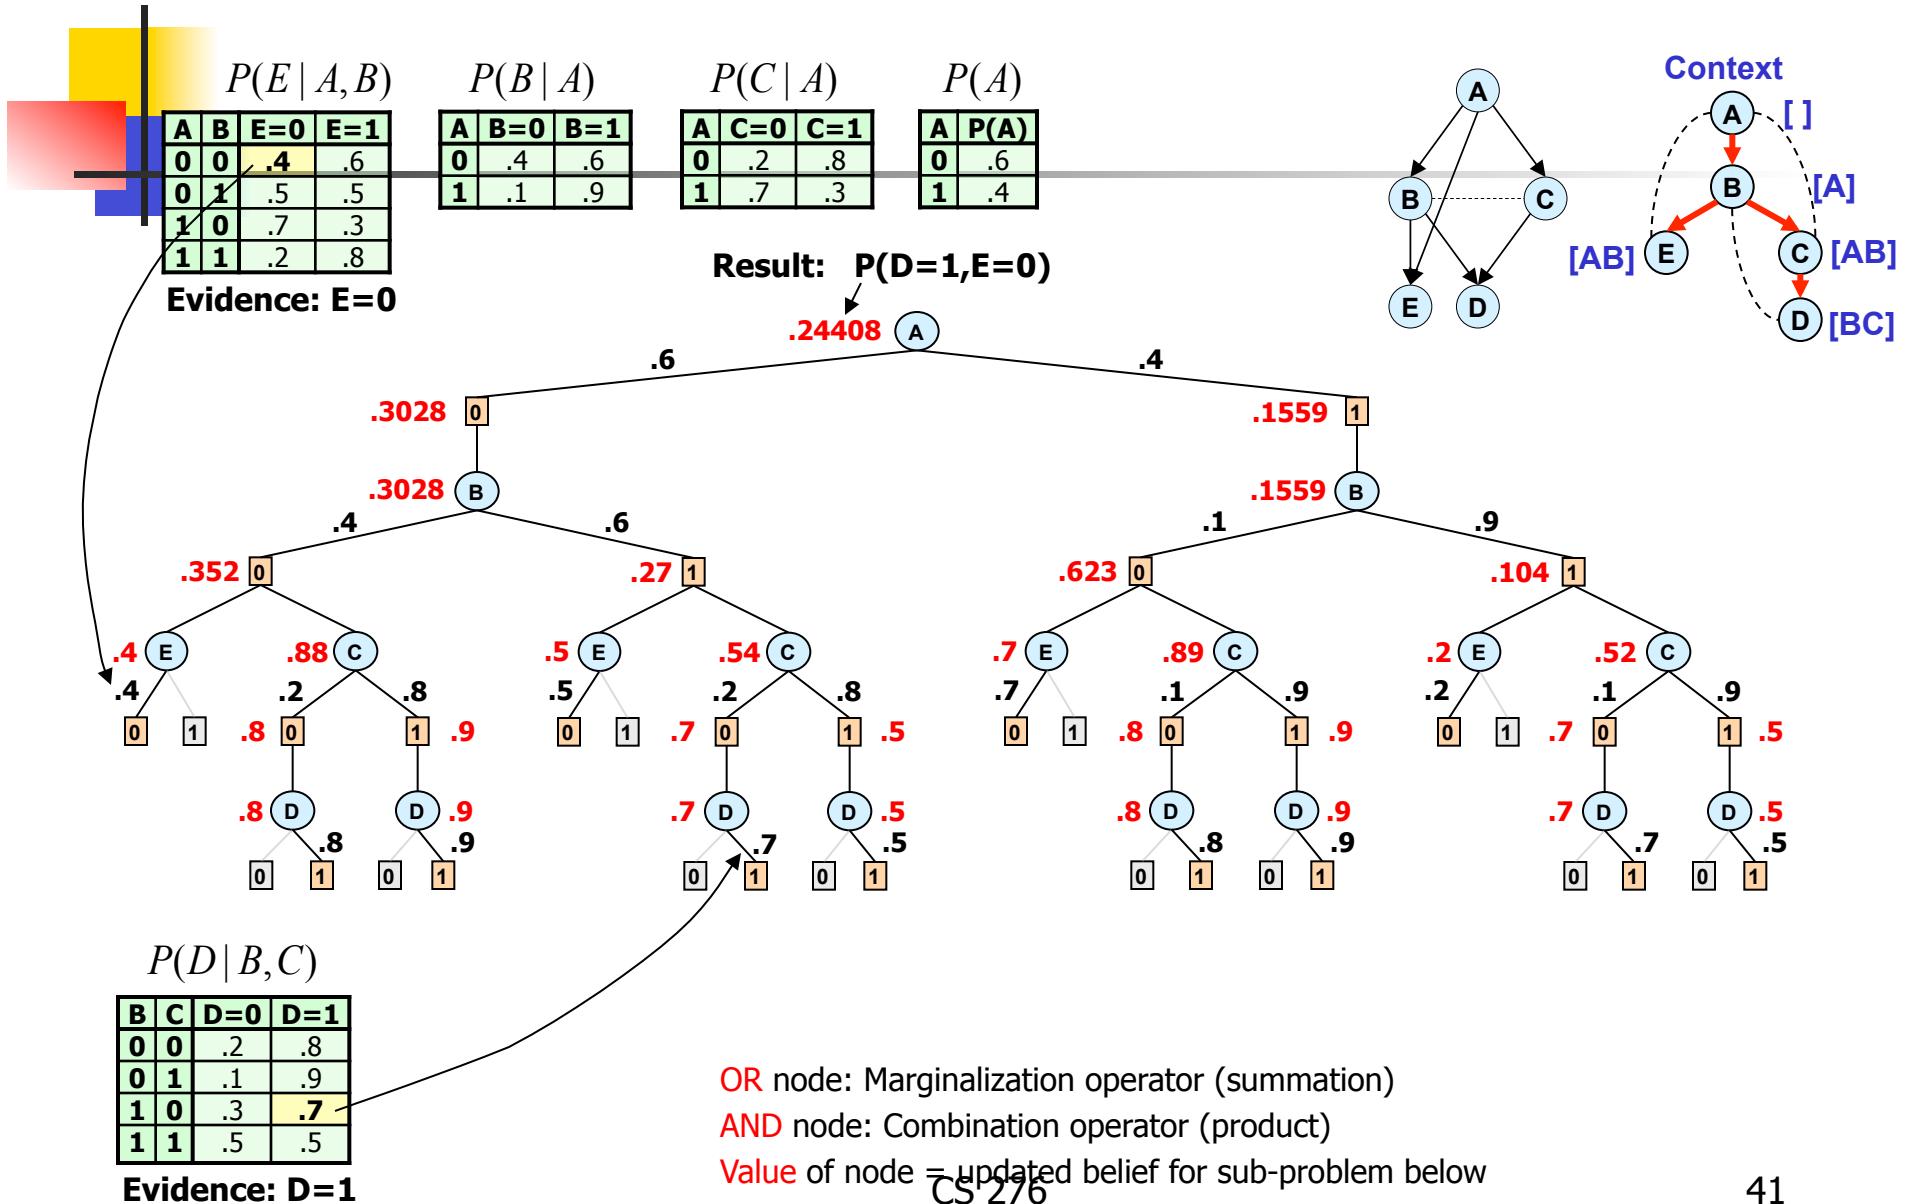 P(E | A, B)
A B E=0 E=1
0 0 .4 .6
0 1 .5 .5
1 0 .7 .3
1 1 .2 .8
Evidence: E=0
P(B | A)
A B=0 B=1
0 .4 .6
1 .1 .9
P(C | A)
A C=0 C=1
0 .2 .8
1 .7 .3
P(A)
A P(A)
0 .6
1 .4
A
B C
E D
Context
A [ ]
B [A]
[AB] E C [AB]
D [BC]
Result: P(D=1,E=0)
.24408 A
.6 .4
.3028 0 .1559 1
.3028 B .1559 B
.4 .6 .1 .9
.352 0 .27 1 .623 0 .104 1
.4 E .88 C .5 E .54 C .7 E .89 C .2 E .52 C
.4 .2 .8 .5 .2 .8 .7 .1 .9 .2 .1 .9
0 1 .8 0 1 .9 0 1 .7 0 1 .5 0 1 .8 0 1 .9 0 1 .7 0 1 .5
.8 D D .9 .7 D D .5 .8 D D .9 .7 D D .5
.8 .9 .7 .5 .8 .9 .7 .5
0 1 0 1 0 1 0 1 0 1 0 1 0 1 0 1
P(D | B, C)
B C D=0 D=1
0 0 .2 .8
0 1 .1 .9
1 0 .3 .7
1 1 .5 .5
Evidence: D=1
OR node: Marginalization operator (summation)
AND node: Combination operator (product)
Value of node = updated belief for sub-problem below
CS 276
41